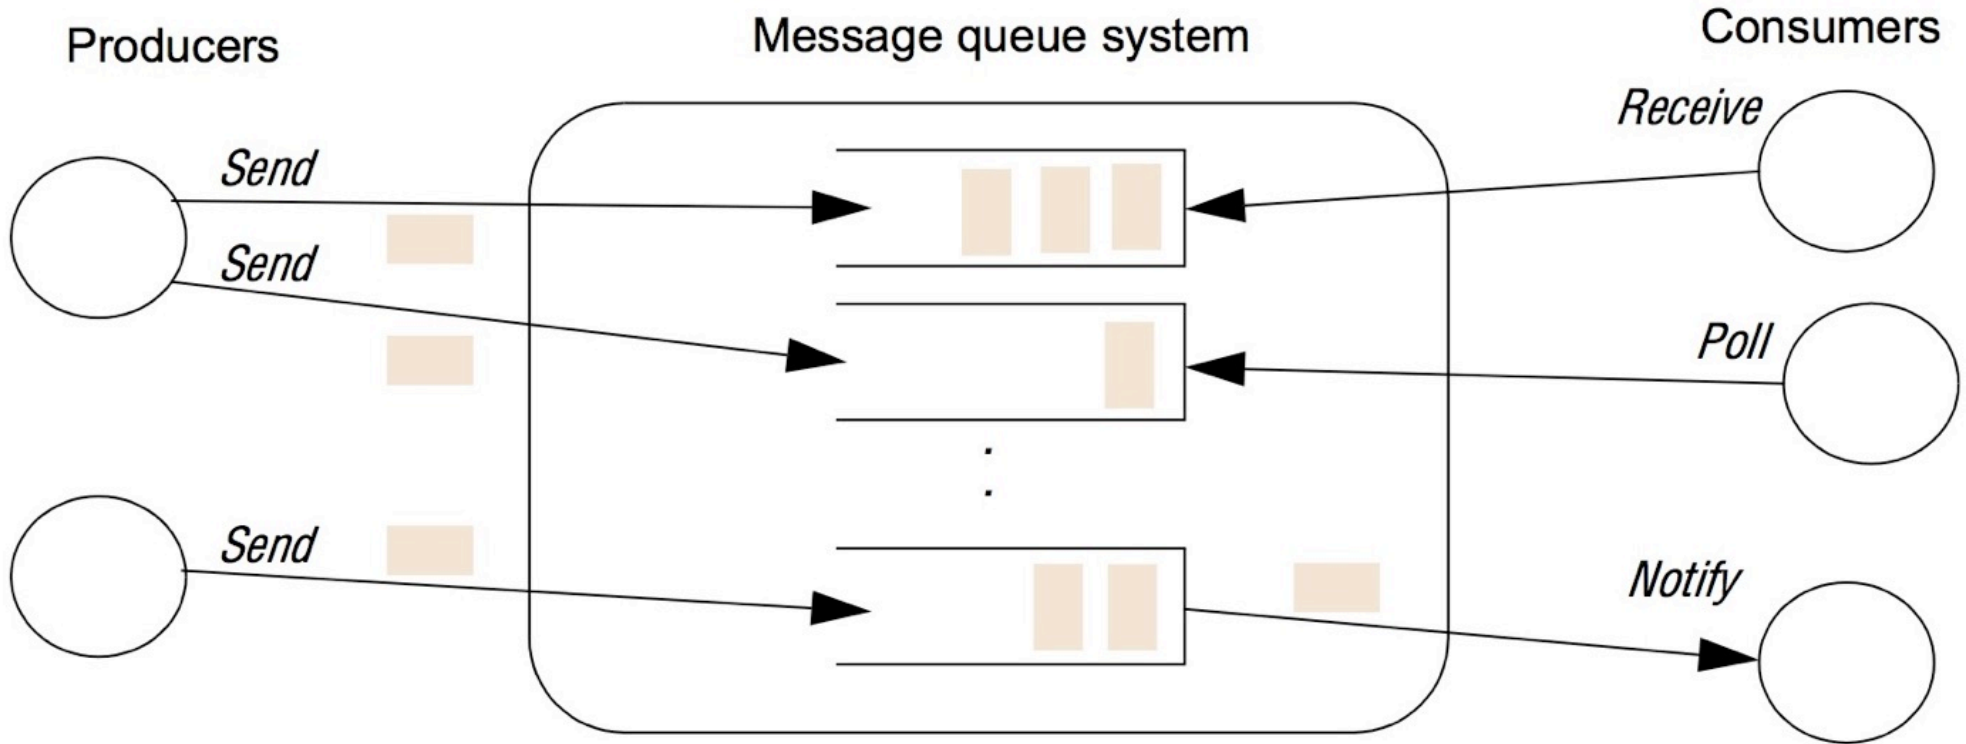 Producers
Message queue system
Consumers
Receive
Send
Send
Poll
Send
Notify